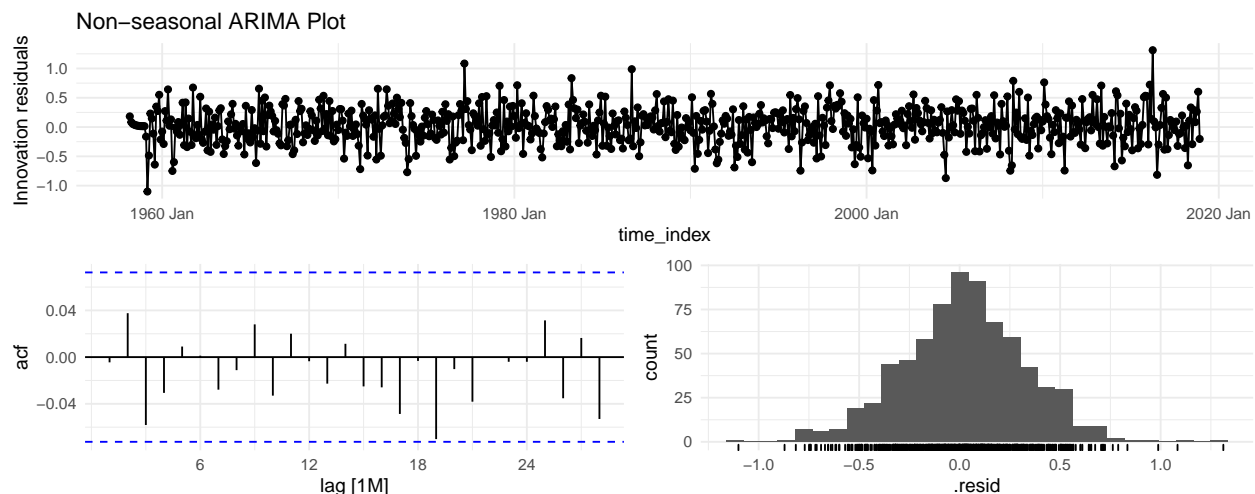 Non−seasonal ARIMA Plot
Innovation residuals
1.0
0.5
0.0
−0.5
−1.0
1960 Jan 1980 Jan 2000 Jan 2020 Jan
time_index
acf
0.04
0.00
−0.04
6 12 18 24
lag [1M]
count
100
75
50
25
0
−1.0 −0.5 0.0 0.5 1.0
.resid